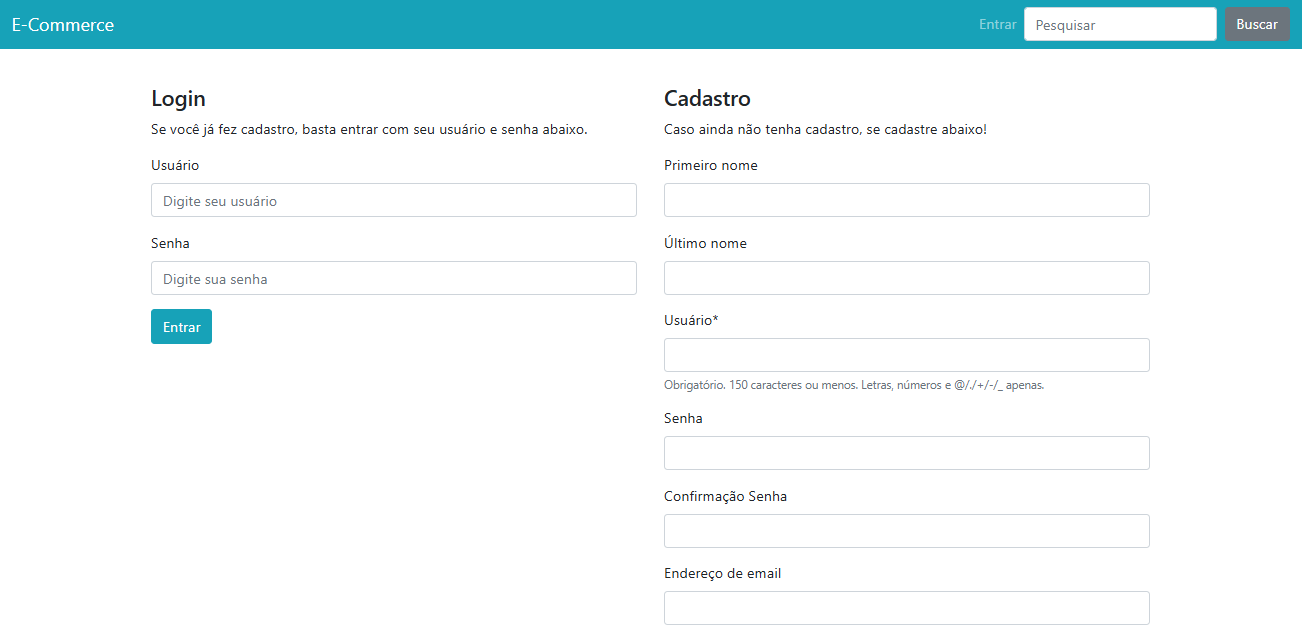 E-Commerce
Entrar
Pesquisar
Buscar
Login
Se você já fez cadastro, basta entrar com seu usuário e senha abaixo.
Usuário
Digite seu usuário
Senha
Digite sua senha
Entrar
Cadastro
Caso ainda não tenha cadastro, se cadastre abaixo!
Primeiro nome
Último nome
Usuário*
Obrigatório. 150 caracteres ou menos. Letras, números e @/./+/-/_ apenas.
Senha
Confirmação Senha
Endereço de email